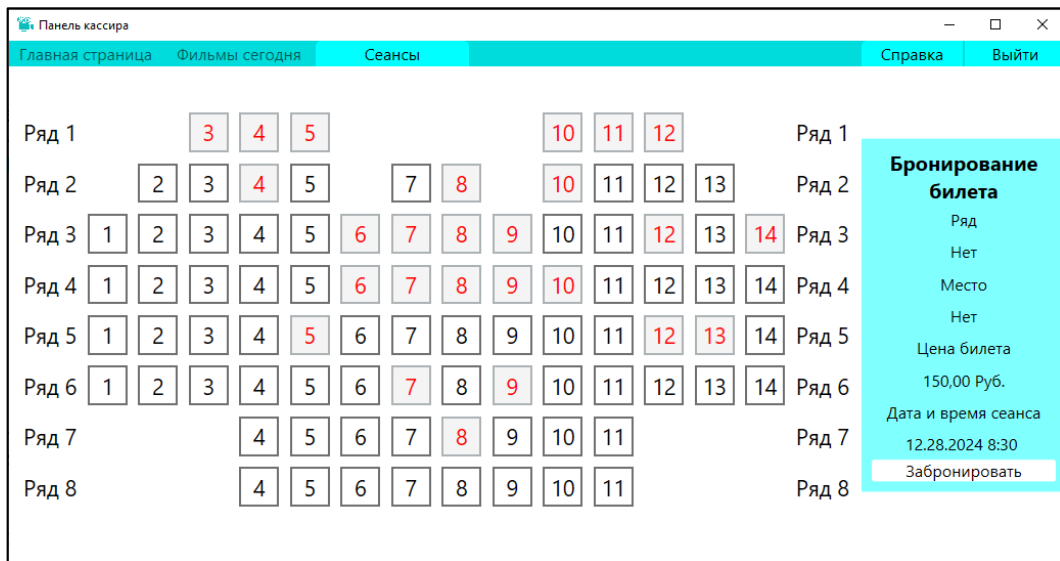 Панель кассира
Главная страница Фильмы сегодня Сеансы Справка Выйти
Ряд 1 3 4 5 10 11 12 Ряд 1
Ряд 2 2 3 4 5 7 8 10 11 12 13 Ряд 2
Ряд 3 1 2 3 4 5 6 7 8 9 10 11 12 13 14 Ряд 3
Ряд 4 1 2 3 4 5 6 7 8 9 10 11 12 13 14 Ряд 4
Ряд 5 1 2 3 4 5 6 7 8 9 10 11 12 13 14 Ряд 5
Ряд 6 1 2 3 4 5 6 7 8 9 10 11 12 13 14 Ряд 6
Ряд 7 4 5 6 7 8 9 10 11 Ряд 7
Ряд 8 4 5 6 7 8 9 10 11 Ряд 8
Бронирование
билета
Ряд
Нет
Место
Нет
Цена билета
150,00 Руб.
Дата и время сеанса
12.28.2024 8:30
Забронировать